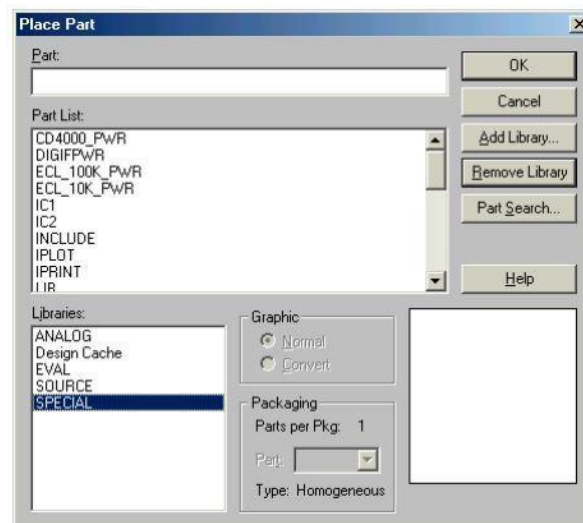 Place Part
Part:
OK
Cancel
Part List:
Add Library...
CD4000_PWR
DIGIFPWR
ECL_100K_PWR
ECL_10K_PWR
IC1
IC2
INCLUDE
IPLOT
IPRINT
LIB
Remove Library
Part Search...
Help
Libraries:
ANALOG
Design Cache
EVAL
SOURCE
SPECIAL
Graphic
Normal
Convert
Packaging
Parts per Pkg: 1
Part:
Type: Homogeneous